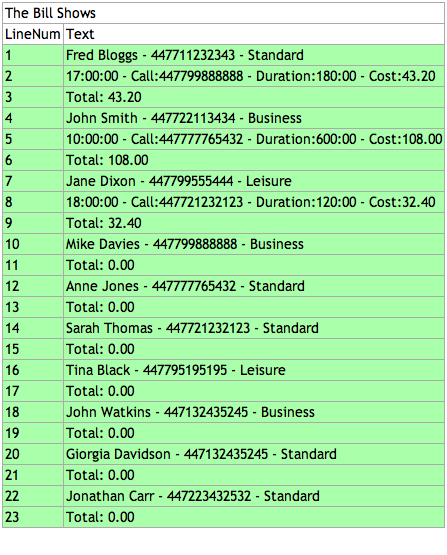 The Bill Shows
LineNum Text
1 Fred Bloggs - 447711232343 - Standard
2 17:00:00 - Call:447799888888 - Duration:180:00 - Cost:43.20
3 Total: 43.20
4 John Smith - 447722113434 - Business
5 10:00:00 - Call:447777765432 - Duration:600:00 - Cost:108.00
6 Total: 108.00
7 Jane Dixon - 447799555444 - Leisure
8 18:00:00 - Call:447721232123 - Duration:120:00 - Cost:32.40
9 Total: 32.40
10 Mike Davies - 447799888888 - Business
11 Total: 0.00
12 Anne Jones - 447777765432 - Standard
13 Total: 0.00
14 Sarah Thomas - 447721232123 - Standard
15 Total: 0.00
16 Tina Black - 447795195195 - Leisure
17 Total: 0.00
18 John Watkins - 447132435245 - Business
19 Total: 0.00
20 Giorgia Davidson - 447132435245 - Standard
21 Total: 0.00
22 Jonathan Carr - 447223432532 - Standard
23 Total: 0.00